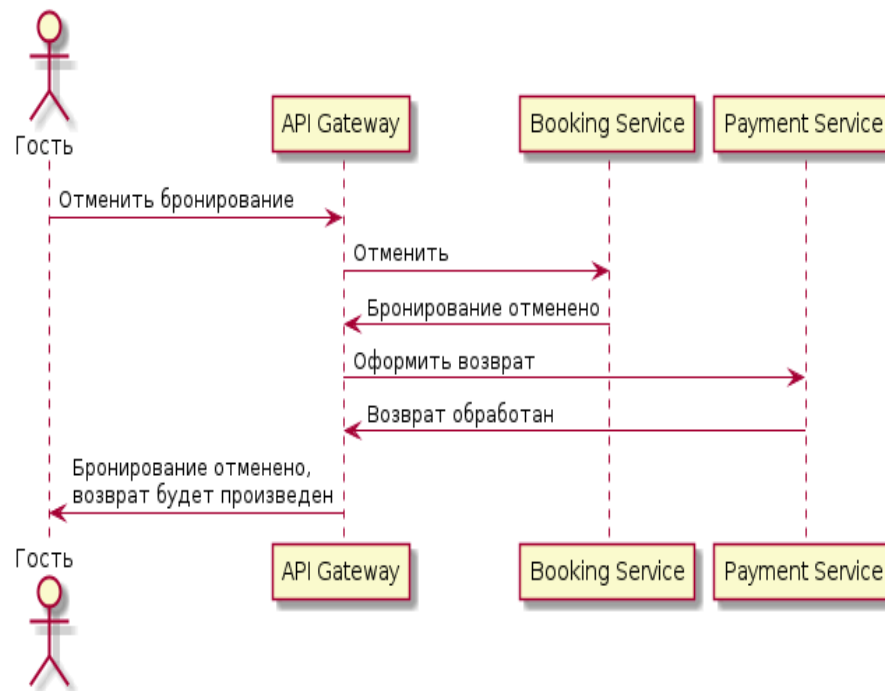 Гость
API Gateway
Booking Service
Payment Service
Отменить бронирование
Отменить
Бронирование отменено
Оформить возврат
Возврат обработан
Бронирование отменено,
возврат будет произведен
Гость
API Gateway
Booking Service
Payment Service